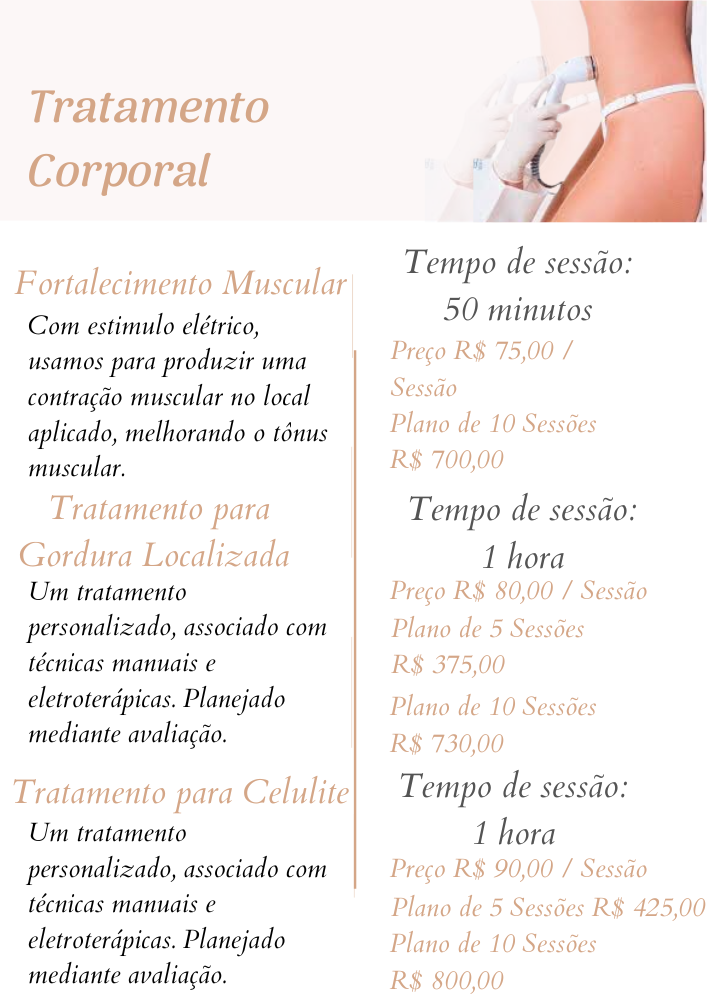 Tratamento
Corporal
Fortalecimento Muscular
Com estimulo elétrico,
usamos para produzir uma
contração muscular no local
aplicado, melhorando o tônus
muscular.
Tempo de sessão:
50 minutos
Preço R$ 75,00 /
Sessão
Plano de 10 Sessões
R$ 700,00
Tratamento para
Gordura Localizada
Um tratamento
personalizado, associado com
técnicas manuais e
eletroterápicas. Planejado
mediante avaliação.
Tempo de sessão:
1 hora
Preço R$ 80,00 / Sessão
Plano de 5 Sessões
R$ 375,00
Plano de 10 Sessões
R$ 730,00
Tratamento para Celulite
Um tratamento
personalizado, associado com
técnicas manuais e
eletroterápicas. Planejado
mediante avaliação.
Tempo de sessão:
1 hora
Preço R$ 90,00 / Sessão
Plano de 5 Sessões R$ 425,00
Plano de 10 Sessões
R$ 800,00